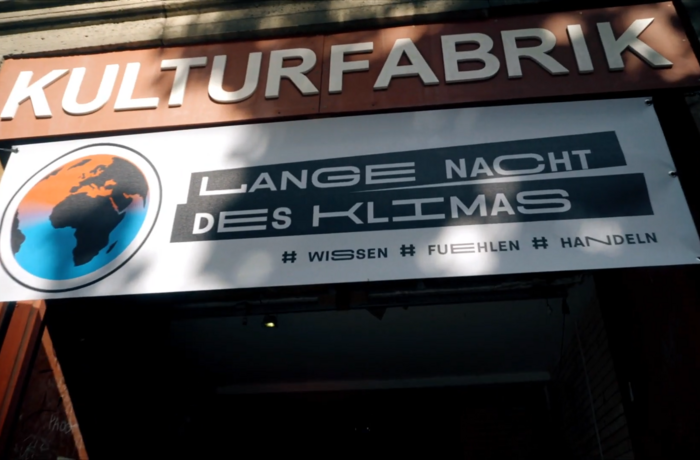 KULTURFABRIK
LANGE NACHT
DES KLIMAS
# WISSEN # FUEHLEN # HANDELN